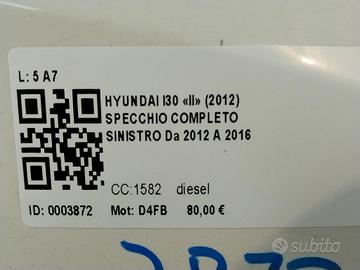 L: 5 A7
HYUNDAI I30 «II» (2012)
SPECCHIO COMPLETO
SINISTRO Da 2012 A 2016
CC:1582 diesel
ID: 0003872 Mot: D4FB 80,00 €
subito